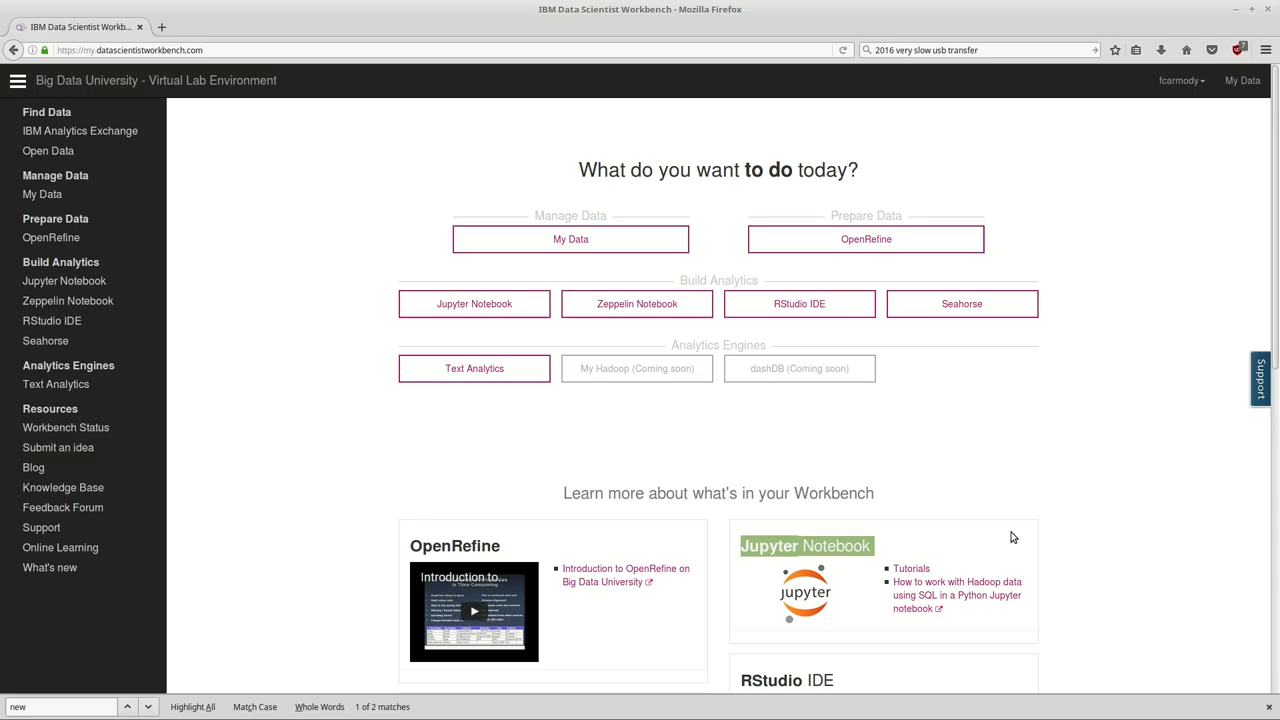 IBM Data Scientist Workbench - Mozilla Firefox
IBM Data Scientist Workb...
https://my.datascientistworkbench.com
2016 very slow usb transfer
7
Big Data University - Virtual Lab Environment
fcarmody
My Data
Find Data
IBM Analytics Exchange
Open Data
Manage Data
My Data
Prepare Data
OpenRefine
Build Analytics
Jupyter Notebook
Zeppelin Notebook
RStudio IDE
Seahorse
Analytics Engines
Text Analytics
Resources
Workbench Status
Submit an idea
Blog
Knowledge Base
Feedback Forum
Support
Online Learning
What's new
What do you want to do today?
Manage Data
Prepare Data
My Data
OpenRefine
Build Analytics
Jupyter Notebook
Zeppelin Notebook
RStudio IDE
Seahorse
Analytics Engines
Text Analytics
My Hadoop (Coming soon)
dashDB (Coming soon)
Support
Learn more about what's in your Workbench
OpenRefine
Introduction to...
Introduction to OpenRefine on
Big Data University
Jupyter Notebook
jupyter
Tutorials
How to work with Hadoop data
using SQL in a Python Jupyter
notebook
RStudio IDE
new
Highlight All
Match Case
Whole Words
1 of 2 matches